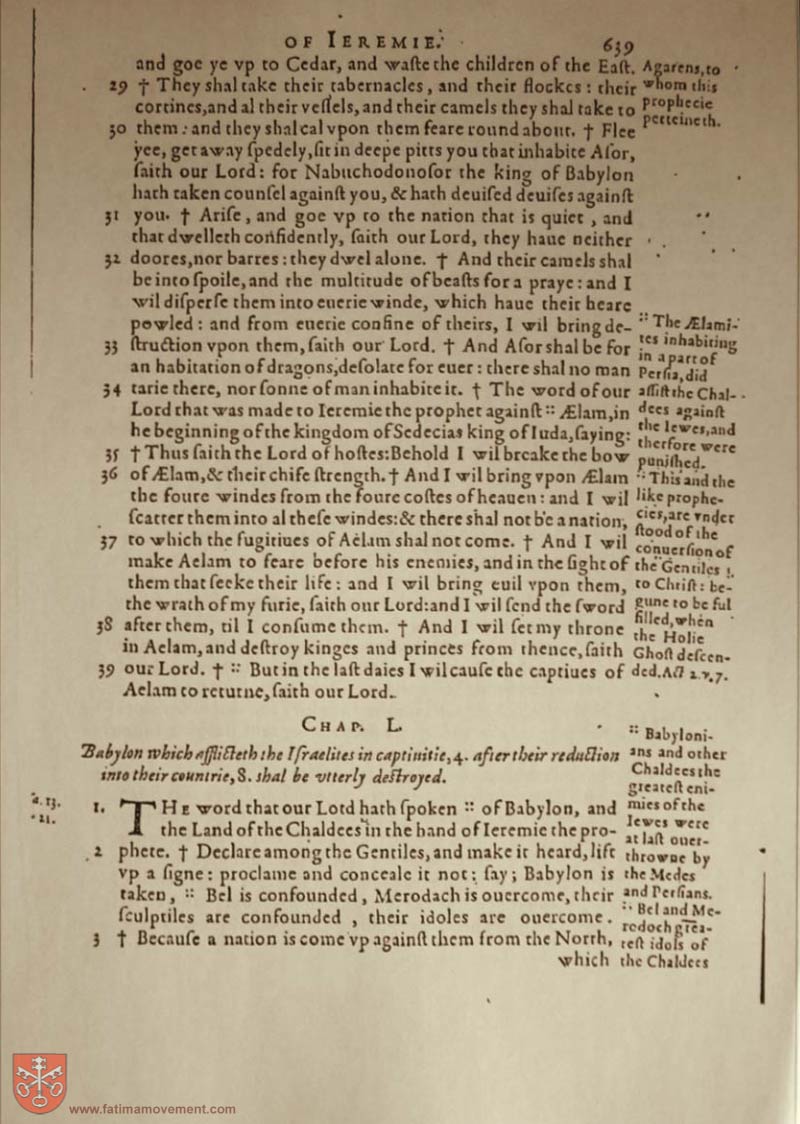 OF IEREMIE. 639
and goe ye vp to Cedar, and waſte the children of the Eaſt.
29 † They shal take their tabernacles, and their flockes: their
cortines, and al their veſſels, and their camels they shal take to
30 them: and they shal cal vpon them feare round about. † Flee
yee, get away ſpedely, ſit in deepe pitts you that inhabite Aſor,
ſaith our Lord: for Nabuchodonoſor the king of Babylon
hath taken counſel againſt you, & hath deuiſed deuiſes againſt
31 you. † Ariſe, and goe vp to the nation that is quiet, and
that dwelleth confidently, ſaith our Lord, they haue neither
32 doores, nor barres: they dwel alone. † And their camels shal
be into ſpoile, and the multitude of beaſts for a praye: and I
wil diſperſe them into euerie winde, which haue their heare
powled: and from euerie confine of theirs, I wil bring de-
33 ſtruction vpon them, ſaith our Lord. † And Aſor shal be for
an habitation of dragons, deſolate for euer: there shal no man
34 tarie there, nor ſonne of man inhabite it. † The word of our
Lord that was made to Ieremie the prophet againſt :: Ælam, in
he beginning of the kingdom of Sedecias king of Iuda, ſaying:
35 † Thus ſaith the Lord of hoſtes: Behold I wil breake the bow
36 of Ælam, & their chife ſtrength. † And I wil bring vpon Ælam
the foure windes from the foure coſtes of heauen: and I wil
ſcatter them into al theſe windes: & there shal not be a nation,
37 to which the fugitiues of Aelam shal not come. † And I wil
make Aelam to feare before his enemies, and in the ſight of
them that ſeeke their life: and I wil bring euil vpon them,
the wrath of my furie, ſaith our Lord: and I wil ſend the ſword
38 after them, til I conſume them. † And I wil ſet my throne
in Aelam, and deſtroy kinges and princes from thence, ſaith
39 our Lord. † :: But in the laſt daies I wil cauſe the captiues of
Aelam to returne, ſaith our Lord.
CHAP. L.
Babylon which afflicteth the Iſraelites in captiuitie, 4. after their reduction
into their countrie, 8. shal be vtterly deſtroyed.
1. THE word that our Lord hath ſpoken :: of Babylon, and
the Land of the Chaldees in the hand of Ieremie the pro-
2 phete. † Declare among the Gentiles, and make it heard, lift
vp a ſigne: proclame and conceale it not: ſay; Babylon is
taken, :: Bel is confounded, Merodach is ouercome, their
ſculptiles are confounded, their idoles are ouercome.
3 † Becauſe a nation is come vp againſt them from the North,
which
Agarens, to
whom this
prophecie
perteineth.
:: The Ælami-
tes inhabiting
in a part of
Perſia, did
aſſiſt the Chal-
dees againſt
the Iewes, and
therfore were
puniſhed.
:: This and the
like prophe-
cies, are vnder
ſtood of the
conuerſion of
the Gentiles
to Chriſt: be-
gune to be ful
filled, when
the Holie
Ghoſt deſcen-
ded. Act 2. v. 7.
:: Babyloni-
ans and other
Chaldees the
greateſt eni-
mies of the
Iewes were
at laſt ouer-
throwne by
the Medes
and Perſians.
:: Bel and Me-
redoch grea-
teſt idols of
the Chaldees
13.
21.
www.fatimamovement.com